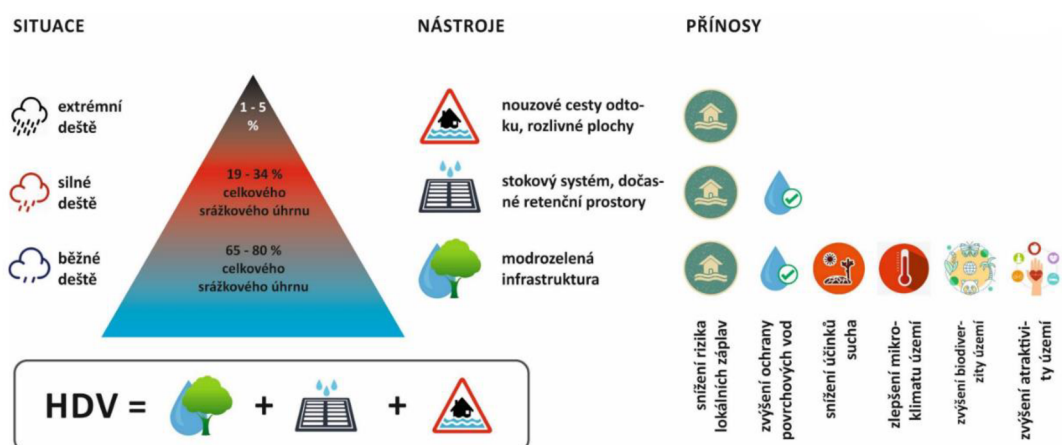 SITUACE
NÁSTROJE
PŘÍNOSY
extrémní
deště
1 - 5
%
nouzové cesty odto-
ku, rozlivné plochy
silné
deště
19 - 34 %
celkového
srážkového úhrnu
stokový systém, dočas-
né retenční prostory
běžné
deště
65 - 80 %
celkového
srážkového úhrnu
modrozelená
infrastruktura
snížení rizika
lokálních záplav
zvýšení ochrany
povrchových vod
snížení účinků
sucha
zlepšení mikro-
klimatu území
zvýšení biodiver-
zity území
zvýšení atraktivi-
ty území
HDV = + +